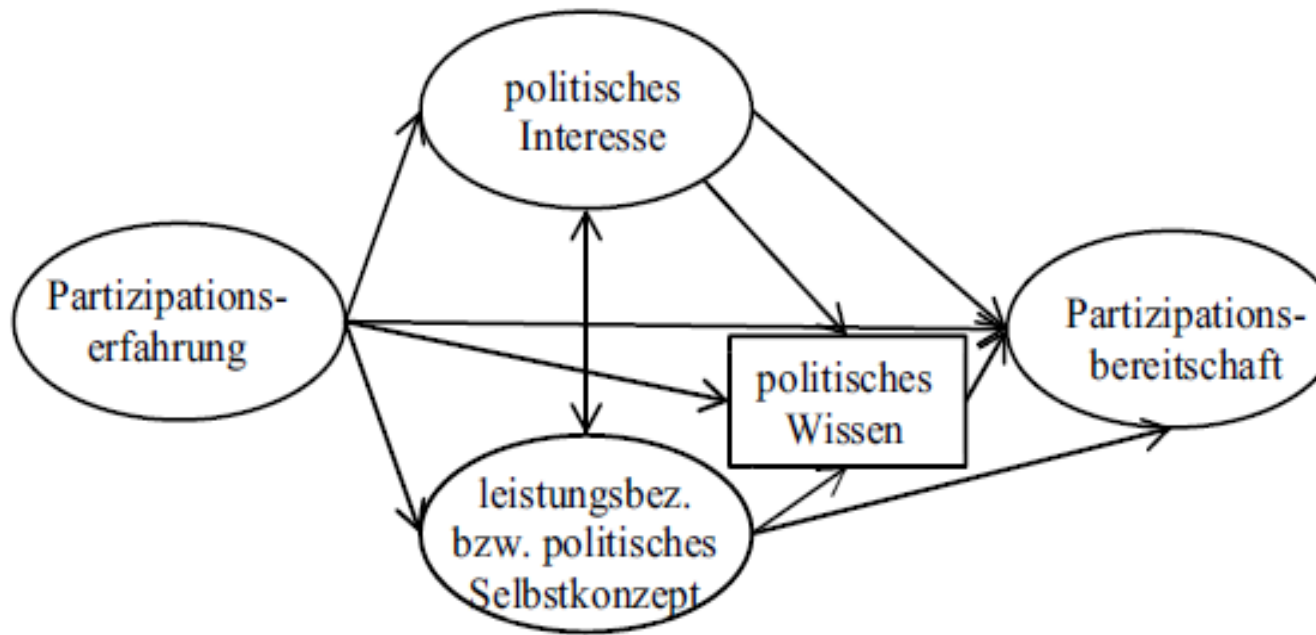 politisches
Interesse
Partizipations-
erfahrung
Partizipations-
bereitschaft
politisches
Wissen
leistungsbez.
bzw. politisches
Selbstkonzept